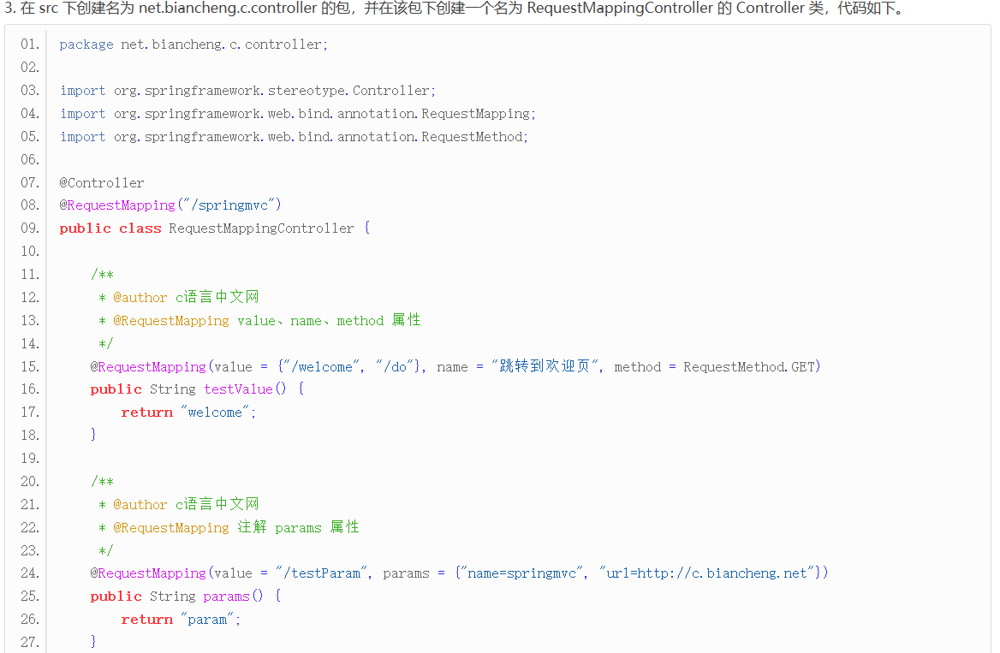 3. 在 src 下创建名为 net.biancheng.c.controller 的包，并在该包下创建一个名为 RequestMappingController 的 Controller 类，代码如下。
01. package net.biancheng.c.controller;
02.
03. import org.springframework.stereotype.Controller;
04. import org.springframework.web.bind.annotation.RequestMapping;
05. import org.springframework.web.bind.annotation.RequestMethod;
06.
07. @Controller
08. @RequestMapping("/springmvc")
09. public class RequestMappingController {
10.
11.     /**
12.      * @author c语言中文网
13.      * @RequestMapping value、name、method 属性
14.      */
15.     @RequestMapping(value = {"/welcome", "/do"}, name = "跳转到欢迎页", method = RequestMethod.GET)
16.     public String testValue() {
17.         return "welcome";
18.     }
19.
20.     /**
21.      * @author c语言中文网
22.      * @RequestMapping 注解 params 属性
23.      */
24.     @RequestMapping(value = "/testParam", params = {"name=springmvc", "url=http://c.biancheng.net"})
25.     public String params() {
26.         return "param";
27.     }